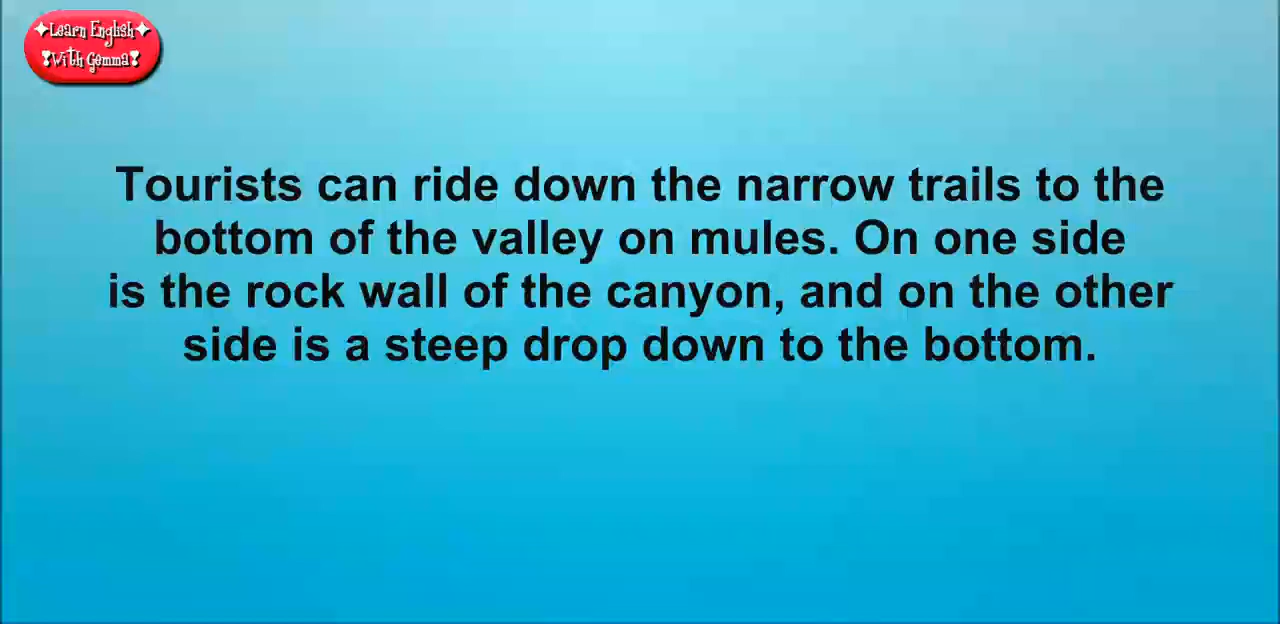 ✦Learn English✦
❣With Gemma❣
Tourists can ride down the narrow trails to the
bottom of the valley on mules. On one side
is the rock wall of the canyon, and on the other
side is a steep drop down to the bottom.